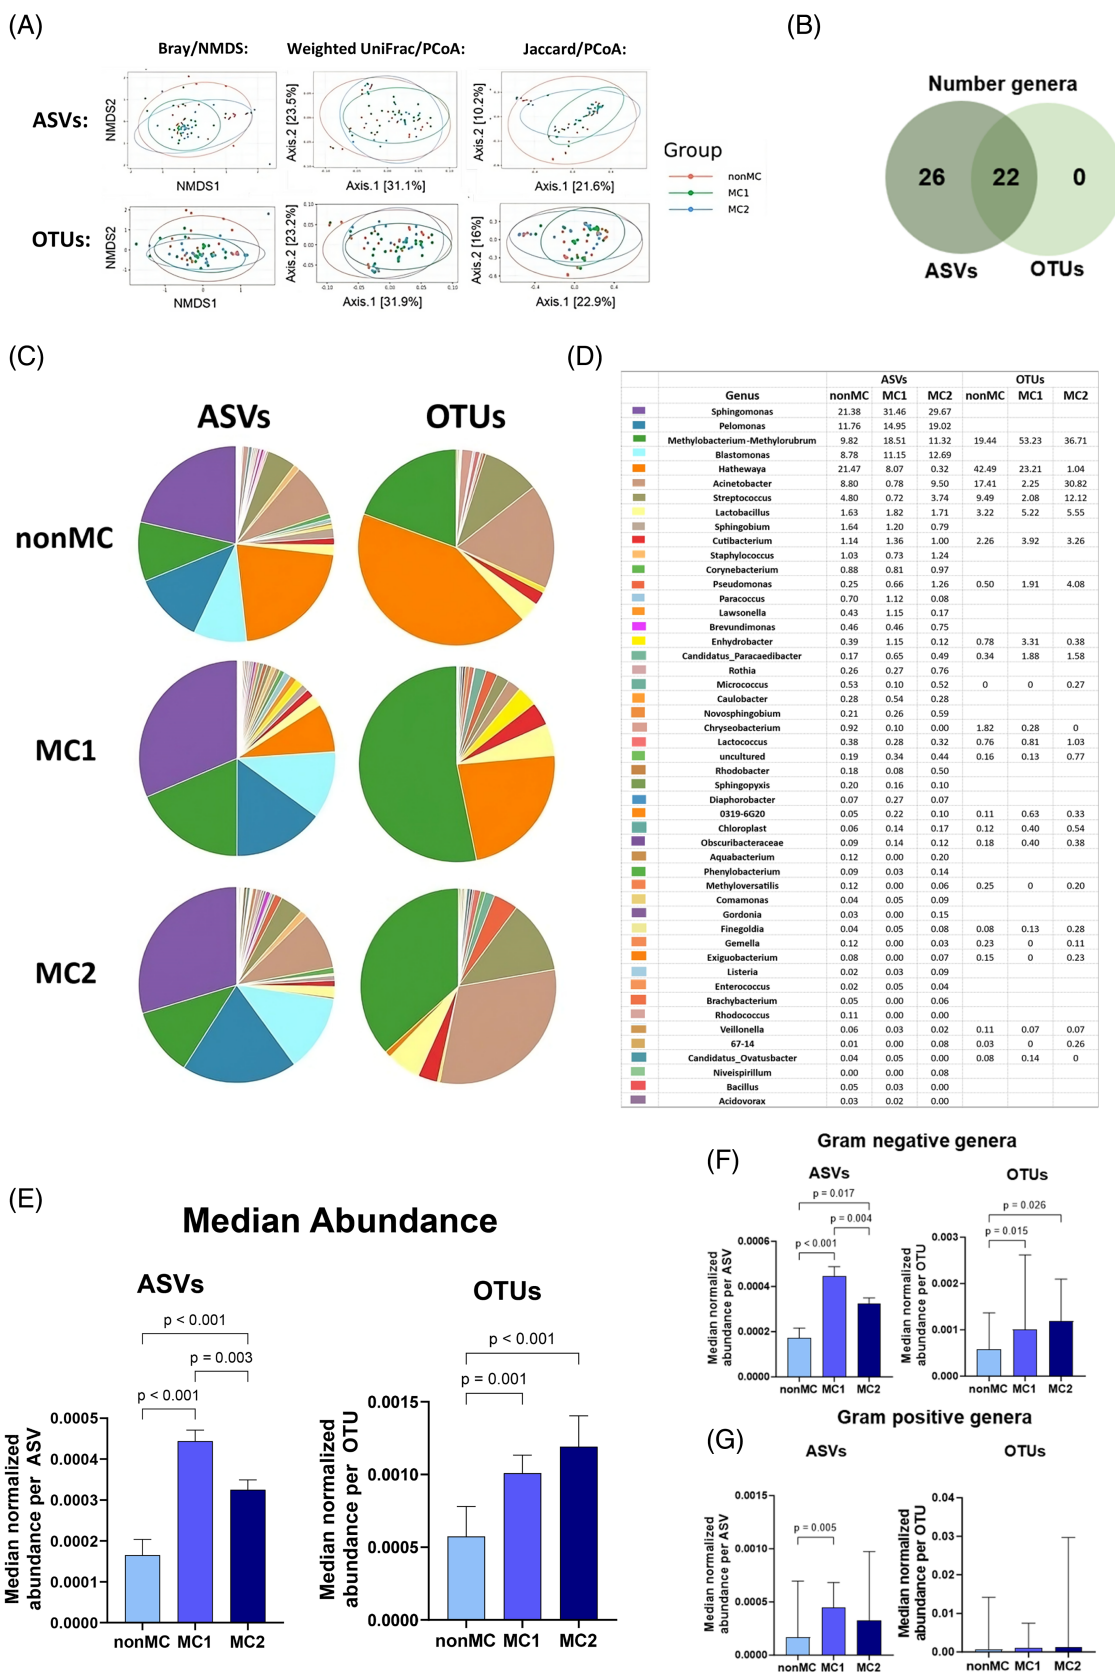 (A)
Bray/NMDS: Weighted UniFrac/PCoA: Jaccard/PCoA:
ASVs:
NMDS2
NMDS1
Axis.2 [23.5%]
Axis.1 [31.1%]
Axis.2 [10.2%]
Axis.1 [21.6%]
OTUs:
NMDS2
NMDS1
Axis.2 [23.2%]
Axis.1 [31.9%]
Axis.2 [16%]
Axis.1 [22.9%]
Group
nonMC
MC1
MC2
(B)
Number genera
26 22 0
ASVs OTUs
(C)
ASVs OTUs
nonMC
MC1
MC2
(D)
ASVs OTUs
Genus nonMC MC1 MC2 nonMC MC1 MC2
Sphingomonas 21.38 31.46 29.67
Pelomonas 11.76 14.95 19.02
Methylobacterium-Methylorubrum 9.82 18.51 11.32 19.44 53.23 36.71
Blastomonas 8.78 11.15 12.69
Hathewaya 21.47 8.07 0.32 42.49 23.21 1.04
Acinetobacter 8.80 0.78 9.50 17.41 2.25 30.82
Streptococcus 4.80 0.72 3.74 9.49 2.08 12.12
Lactobacillus 1.63 1.82 1.71 3.22 5.22 5.55
Sphingobium 1.64 1.20 0.79
Cutibacterium 1.14 1.36 1.00 2.26 3.92 3.26
Staphylococcus 1.03 0.73 1.24
Corynebacterium 0.88 0.81 0.97
Pseudomonas 0.25 0.66 1.26 0.50 1.91 4.08
Paracoccus 0.70 1.12 0.08
Lawsonella 0.43 1.15 0.17
Brevundimonas 0.46 0.46 0.75
Enhydrobacter 0.39 1.15 0.12 0.78 3.31 0.38
Candidatus_Paracaedibacter 0.17 0.65 0.49 0.34 1.88 1.58
Rothia 0.26 0.27 0.76
Micrococcus 0.53 0.10 0.52 0 0 0.27
Caulobacter 0.28 0.54 0.28
Novosphingobium 0.21 0.26 0.59
Chryseobacterium 0.92 0.10 0.00 1.82 0.28 0
Lactococcus 0.38 0.28 0.32 0.76 0.81 1.03
uncultured 0.19 0.34 0.44 0.16 0.13 0.77
Rhodobacter 0.18 0.08 0.50
Sphingopyxis 0.20 0.16 0.10
Diaphorobacter 0.07 0.27 0.07
0319-6G20 0.05 0.22 0.10 0.11 0.63 0.33
Chloroplast 0.06 0.14 0.17 0.12 0.40 0.54
Obscuribacteraceae 0.09 0.14 0.12 0.18 0.40 0.38
Aquabacterium 0.12 0.00 0.20
Phenylobacterium 0.09 0.03 0.14
Methyloversatilis 0.12 0.00 0.06 0.25 0 0.20
Comamonas 0.04 0.05 0.09
Gordonia 0.03 0.00 0.15
Finegoldia 0.04 0.05 0.08 0.08 0.13 0.28
Gemella 0.12 0.00 0.03 0.23 0 0.11
Exiguobacterium 0.08 0.00 0.07 0.15 0 0.23
Listeria 0.02 0.03 0.09
Enterococcus 0.02 0.05 0.04
Brachybacterium 0.05 0.00 0.06
Rhodococcus 0.11 0.00 0.00
Veillonella 0.06 0.03 0.02 0.11 0.07 0.07
67-14 0.01 0.00 0.08 0.03 0 0.26
Candidatus_Ovatusbacter 0.04 0.05 0.00 0.08 0.14 0
Niveispirillum 0.00 0.00 0.08
Bacillus 0.05 0.03 0.00
Acidovorax 0.03 0.02 0.00
(E)
Median Abundance
ASVs
p < 0.001
p = 0.003
p < 0.001
Median normalized
abundance per ASV
0.0005
0.0004
0.0003
0.0002
0.0001
0.0000
nonMC MC1 MC2
OTUs
p < 0.001
p = 0.001
Median normalized
abundance per OTU
0.0015
0.0010
0.0005
0.0000
nonMC MC1 MC2
(F)
Gram negative genera
ASVs
p = 0.017
p = 0.004
p < 0.001
Median normalized
abundance per ASV
0.0006
0.0004
0.0002
0.0000
nonMC MC1 MC2
OTUs
p = 0.026
p = 0.015
Median normalized
abundance per OTU
0.003
0.002
0.001
0.000
nonMC MC1 MC2
(G)
Gram positive genera
ASVs
p = 0.005
Median normalized
abundance per ASV
0.0015
0.0010
0.0005
0.0000
nonMC MC1 MC2
OTUs
Median normalized
abundance per OTU
0.04
0.03
0.02
0.01
0.00
nonMC MC1 MC2